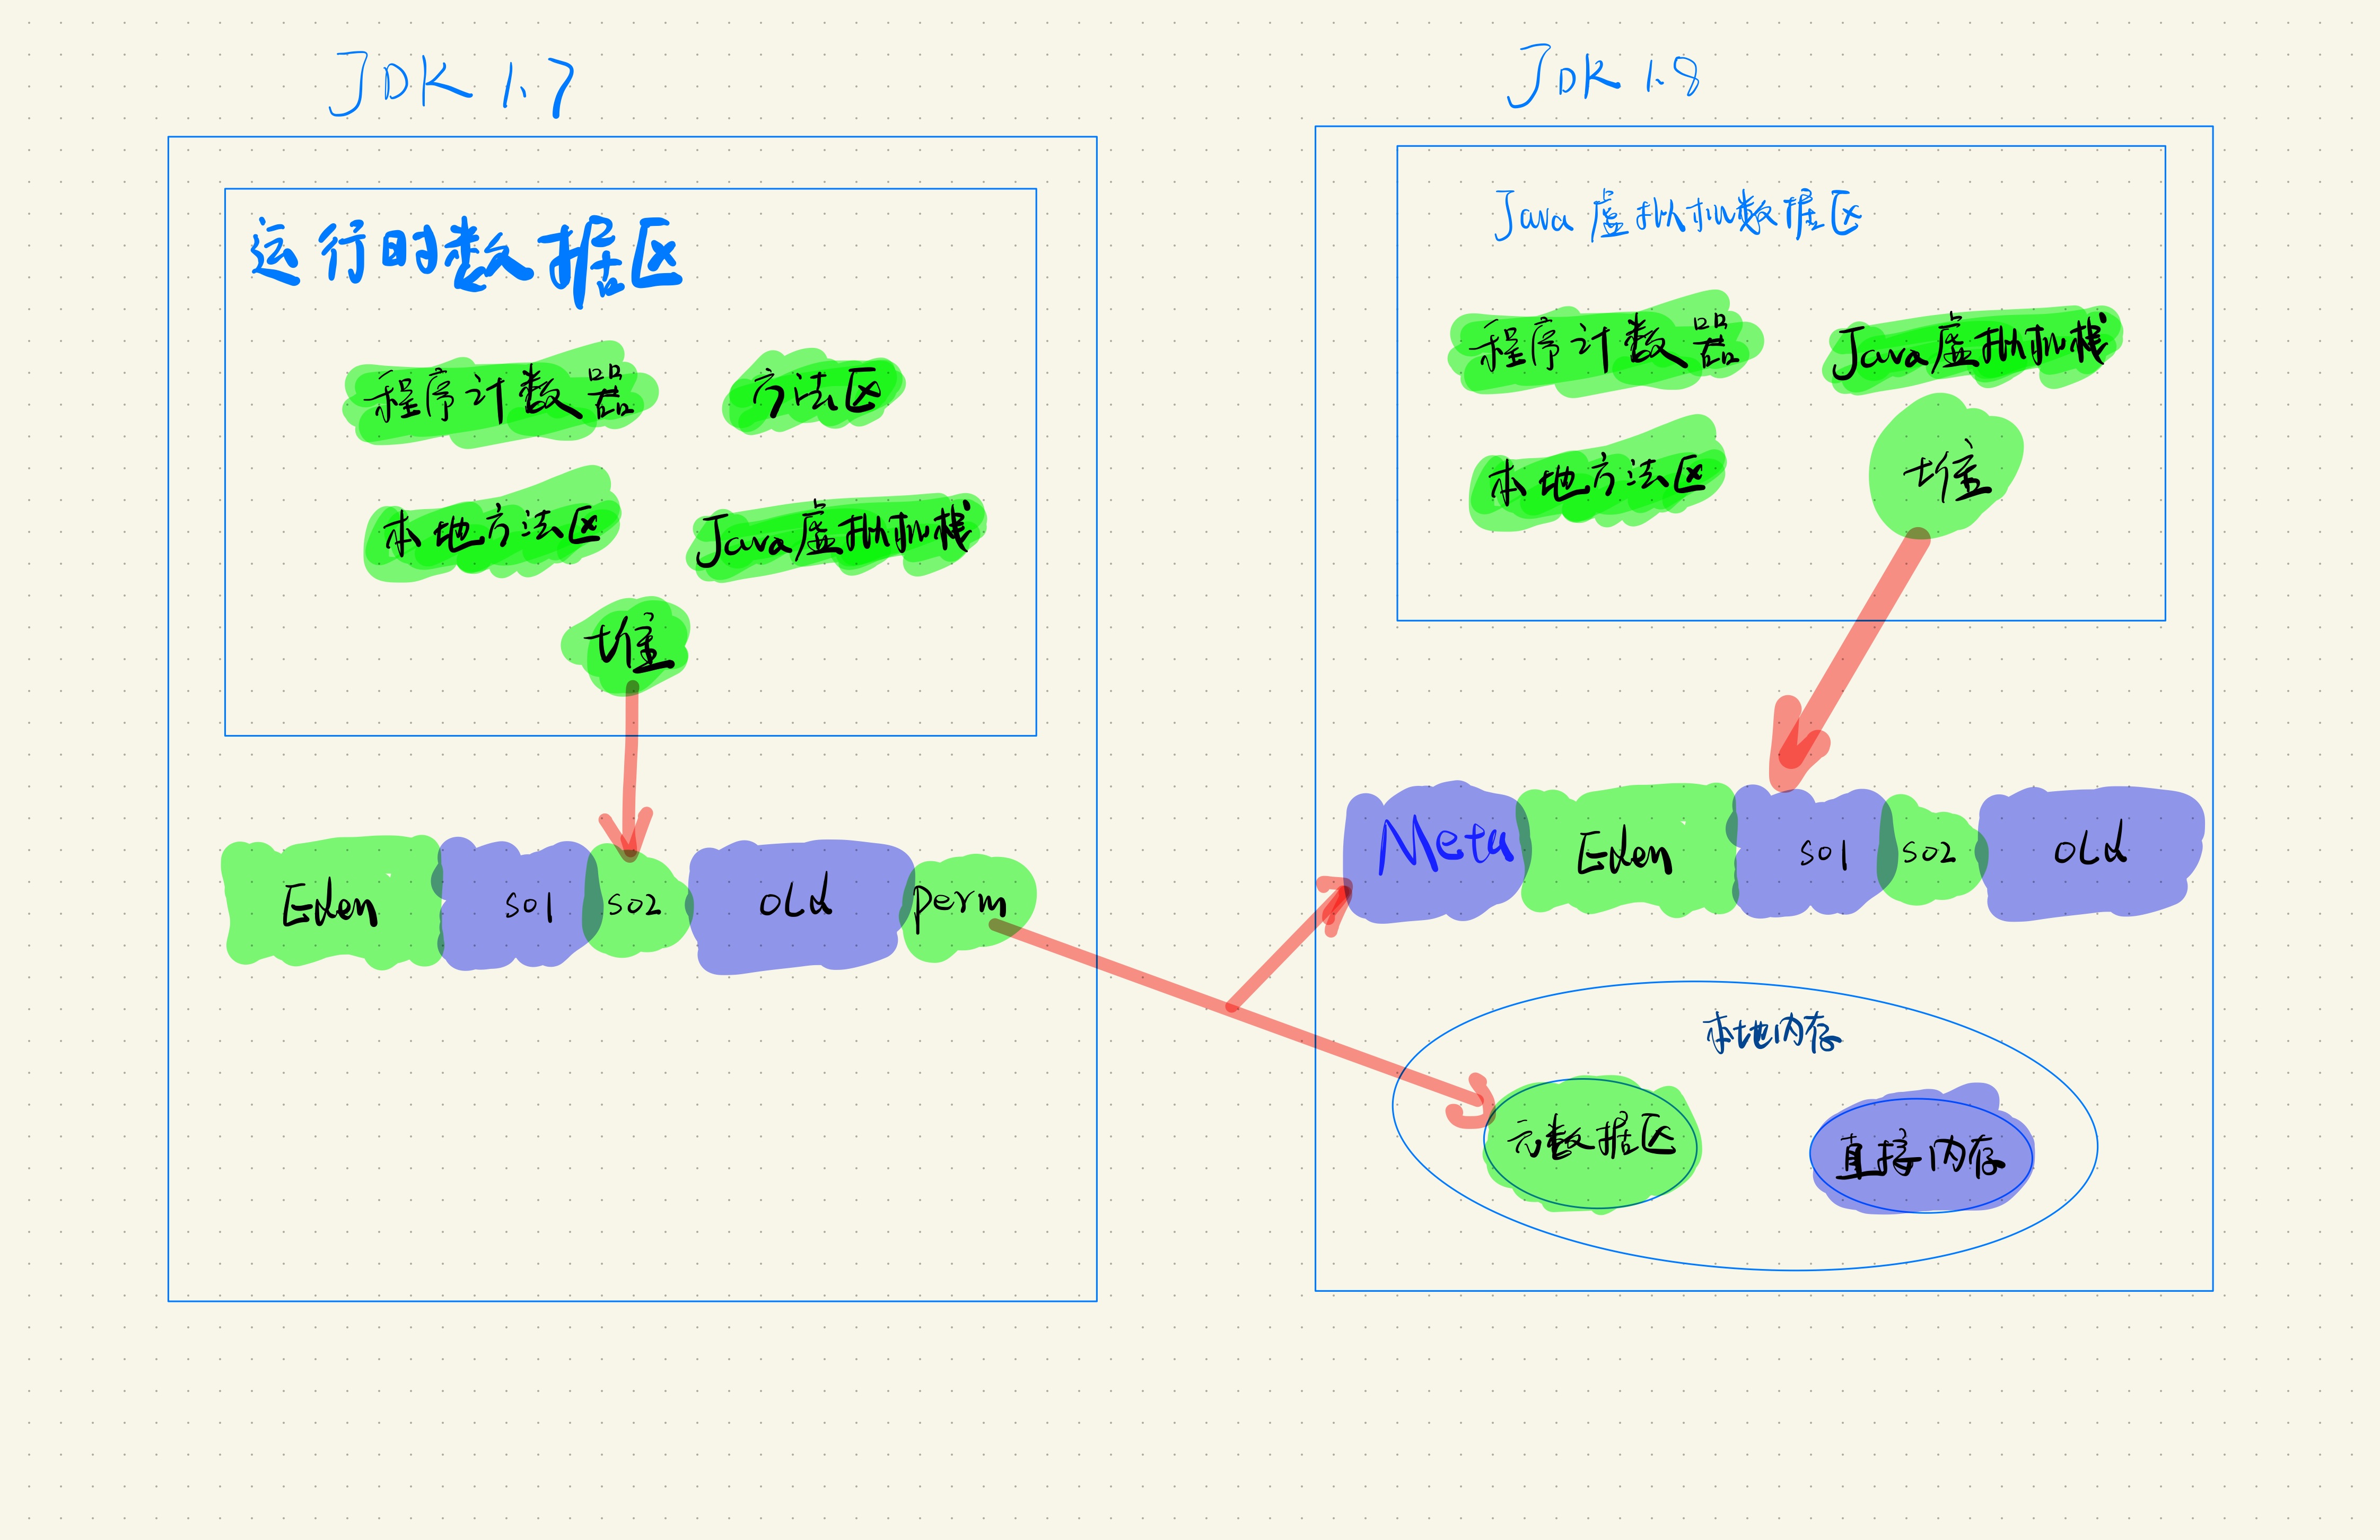 JDK 1.7
运行时数据区
程序计数器 方法区
本地方法区 Java虚拟机栈
堆
Eden so1 so2 old perm
JDK 1.8
Java虚拟机数据区
程序计数器 Java虚拟机栈
本地方法区 堆
Meta Eden so1 so2 old
本地内存
元数据区 直接内存